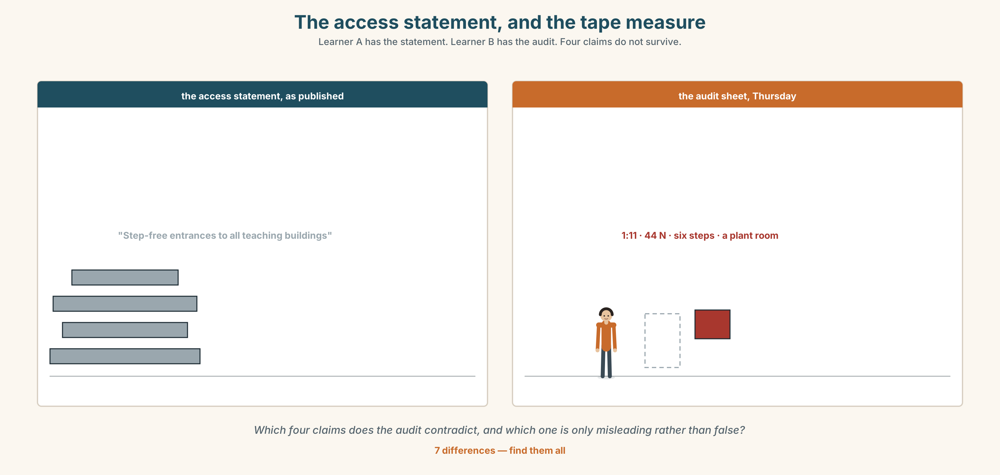 The access statement, and the tape measure
Learner A has the statement. Learner B has the audit. Four claims do not survive.
the access statement, as published
"Step-free entrances to all teaching buildings"
the audit sheet, Thursday
1:11 · 44 N · six steps · a plant room
Which four claims does the audit contradict, and which one is only misleading rather than false?
7 differences — find them all